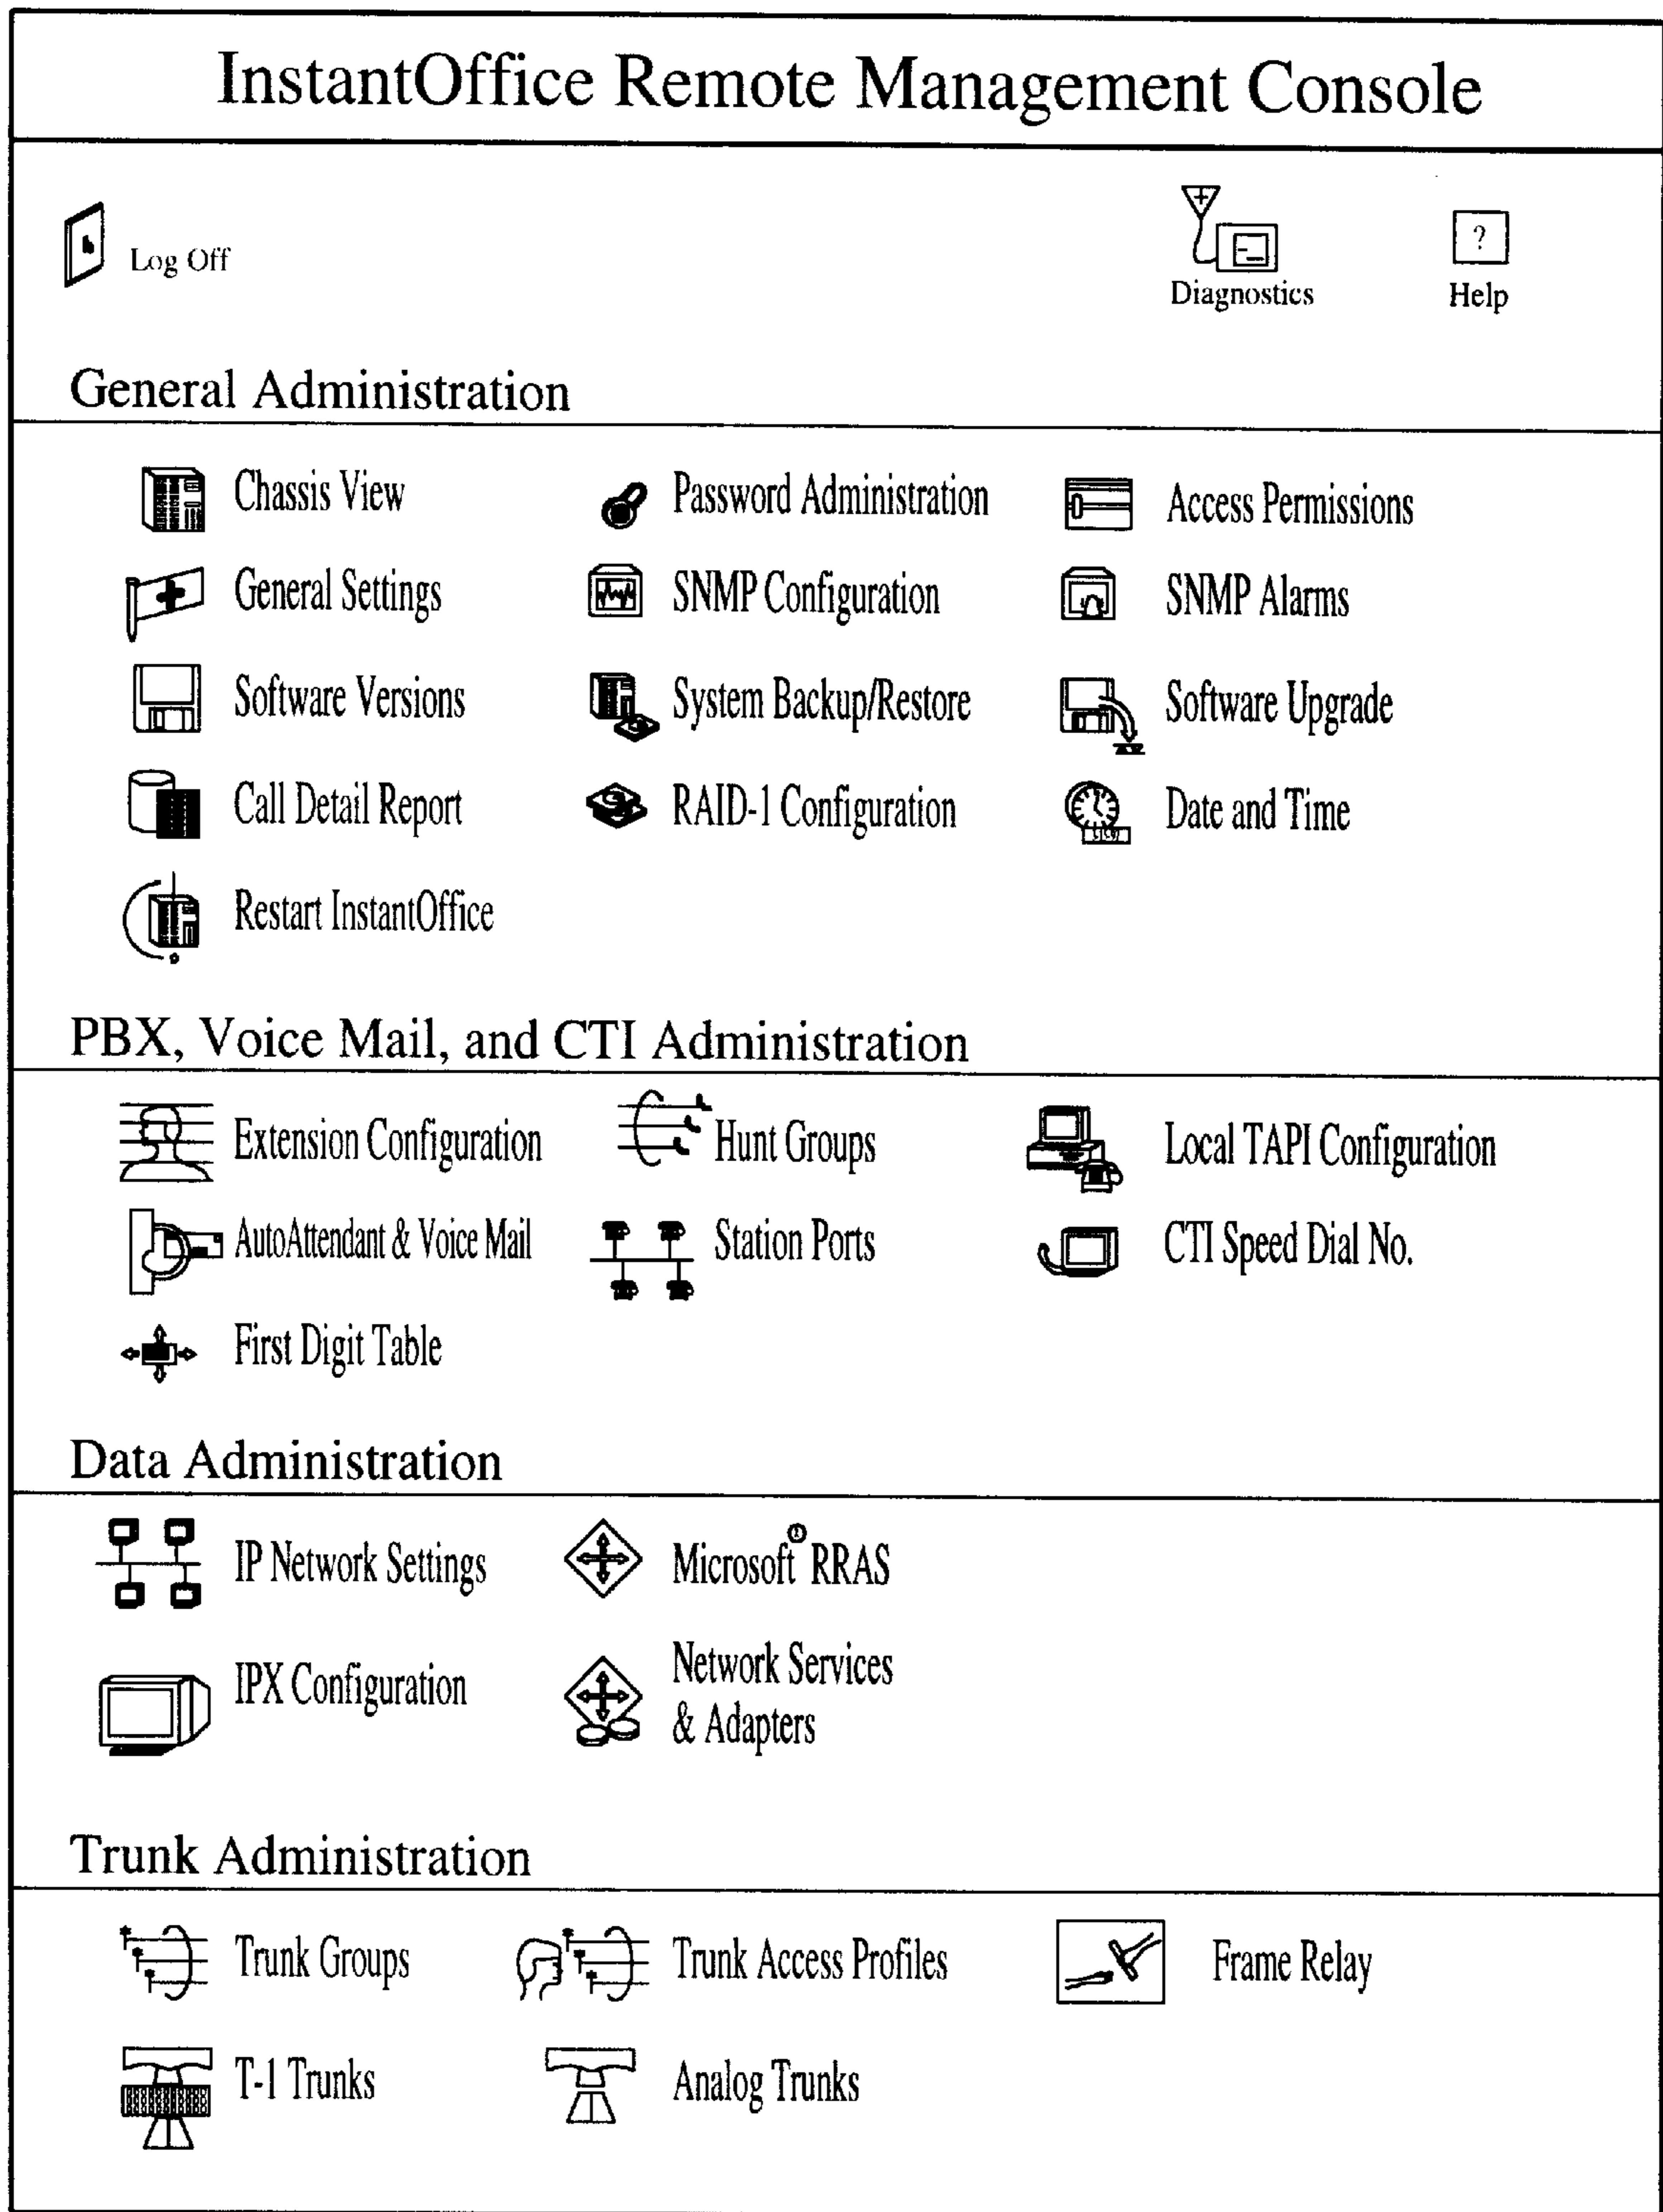 InstantOffice Remote Management Console
Log Off
Diagnostics
?
Help
General Administration
Chassis View
Password Administration
Access Permissions
General Settings
SNMP Configuration
SNMP Alarms
Software Versions
System Backup/Restore
Software Upgrade
Call Detail Report
RAID-1 Configuration
Date and Time
Restart InstantOffice
PBX, Voice Mail, and CTI Administration
Extension Configuration
Hunt Groups
Local TAPI Configuration
AutoAttendant & Voice Mail
Station Ports
CTI Speed Dial No.
First Digit Table
Data Administration
IP Network Settings
Microsoft® RRAS
IPX Configuration
Network Services
& Adapters
Trunk Administration
Trunk Groups
Trunk Access Profiles
Frame Relay
T-1 Trunks
Analog Trunks